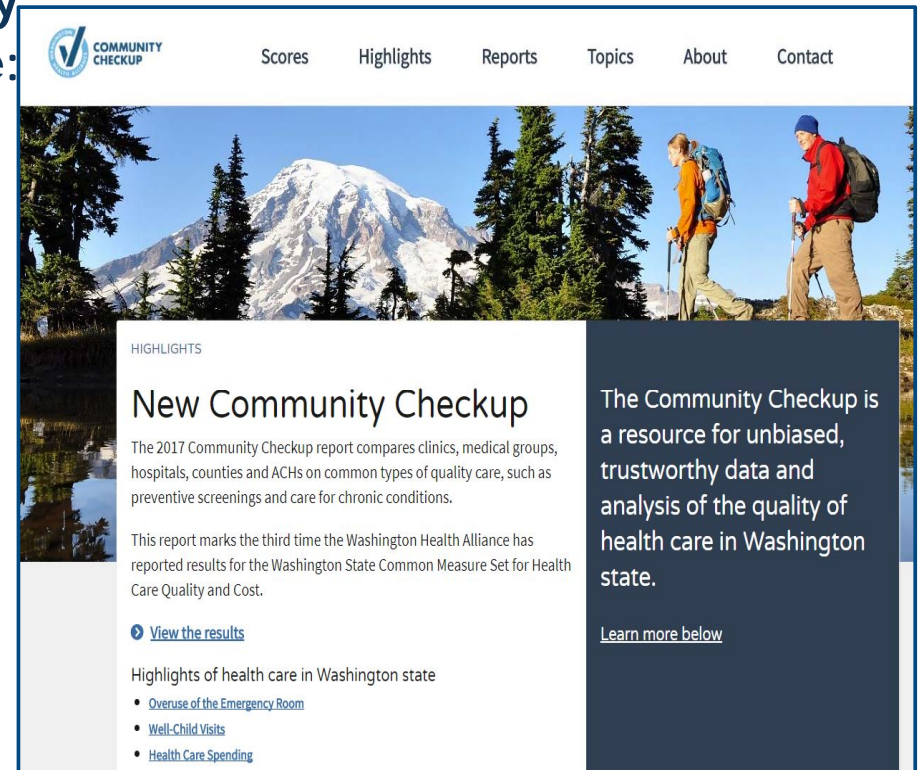 y
e:
COMMUNITY
CHECKUP
Scores Highlights Reports Topics About Contact
HIGHLIGHTS
New Community Checkup
The 2017 Community Checkup report compares clinics, medical groups,
hospitals, counties and ACHs on common types of quality care, such as
preventive screenings and care for chronic conditions.
This report marks the third time the Washington Health Alliance has
reported results for the Washington State Common Measure Set for Health
Care Quality and Cost.
View the results
Highlights of health care in Washington state
• Overuse of the Emergency Room
• Well-Child Visits
• Health Care Spending
The Community Checkup is
a resource for unbiased,
trustworthy data and
analysis of the quality of
health care in Washington
state.
Learn more below